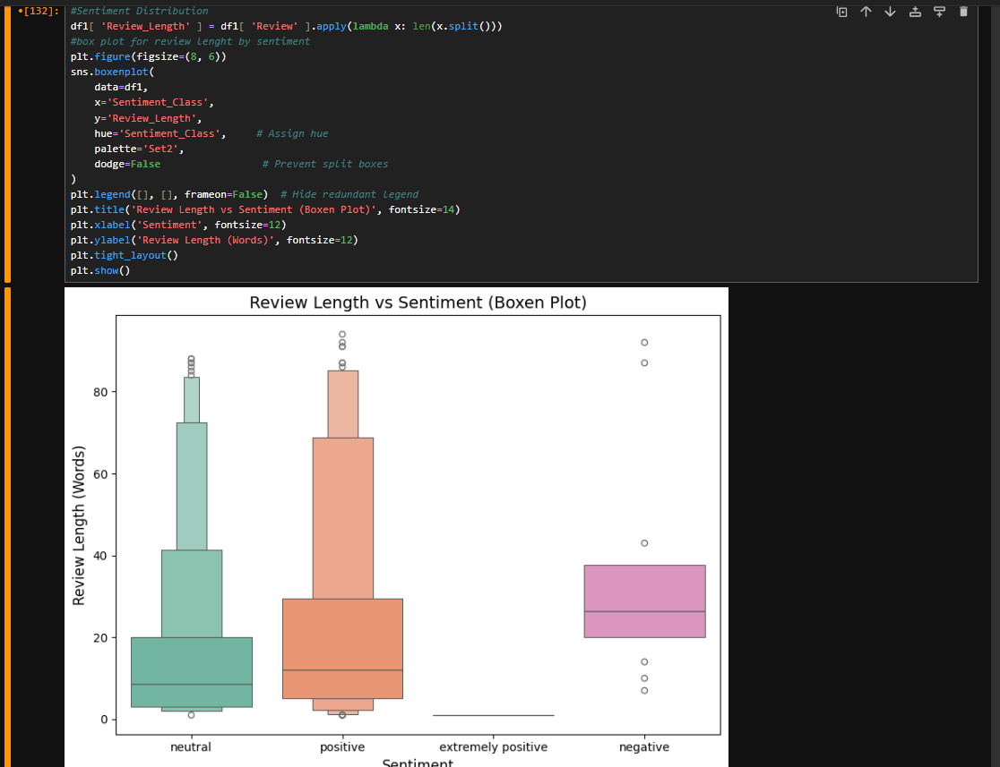 •[132]:
#Sentiment Distribution
df1[ 'Review_Length' ] = df1[ 'Review' ].apply(lambda x: len(x.split()))
#box plot for review lenght by sentiment
plt.figure(figsize=(8, 6))
sns.boxenplot(
    data=df1,
    x='Sentiment_Class',
    y='Review_Length',
    hue='Sentiment_Class',     # Assign hue
    palette='Set2',
    dodge=False                 # Prevent split boxes
)
plt.legend([], [], frameon=False)  # Hide redundant legend
plt.title('Review Length vs Sentiment (Boxen Plot)', fontsize=14)
plt.xlabel('Sentiment', fontsize=12)
plt.ylabel('Review Length (Words)', fontsize=12)
plt.tight_layout()
plt.show()
Review Length vs Sentiment (Boxen Plot)
Review Length (Words)
80
60
40
20
0
neutral positive extremely positive negative
Sentiment